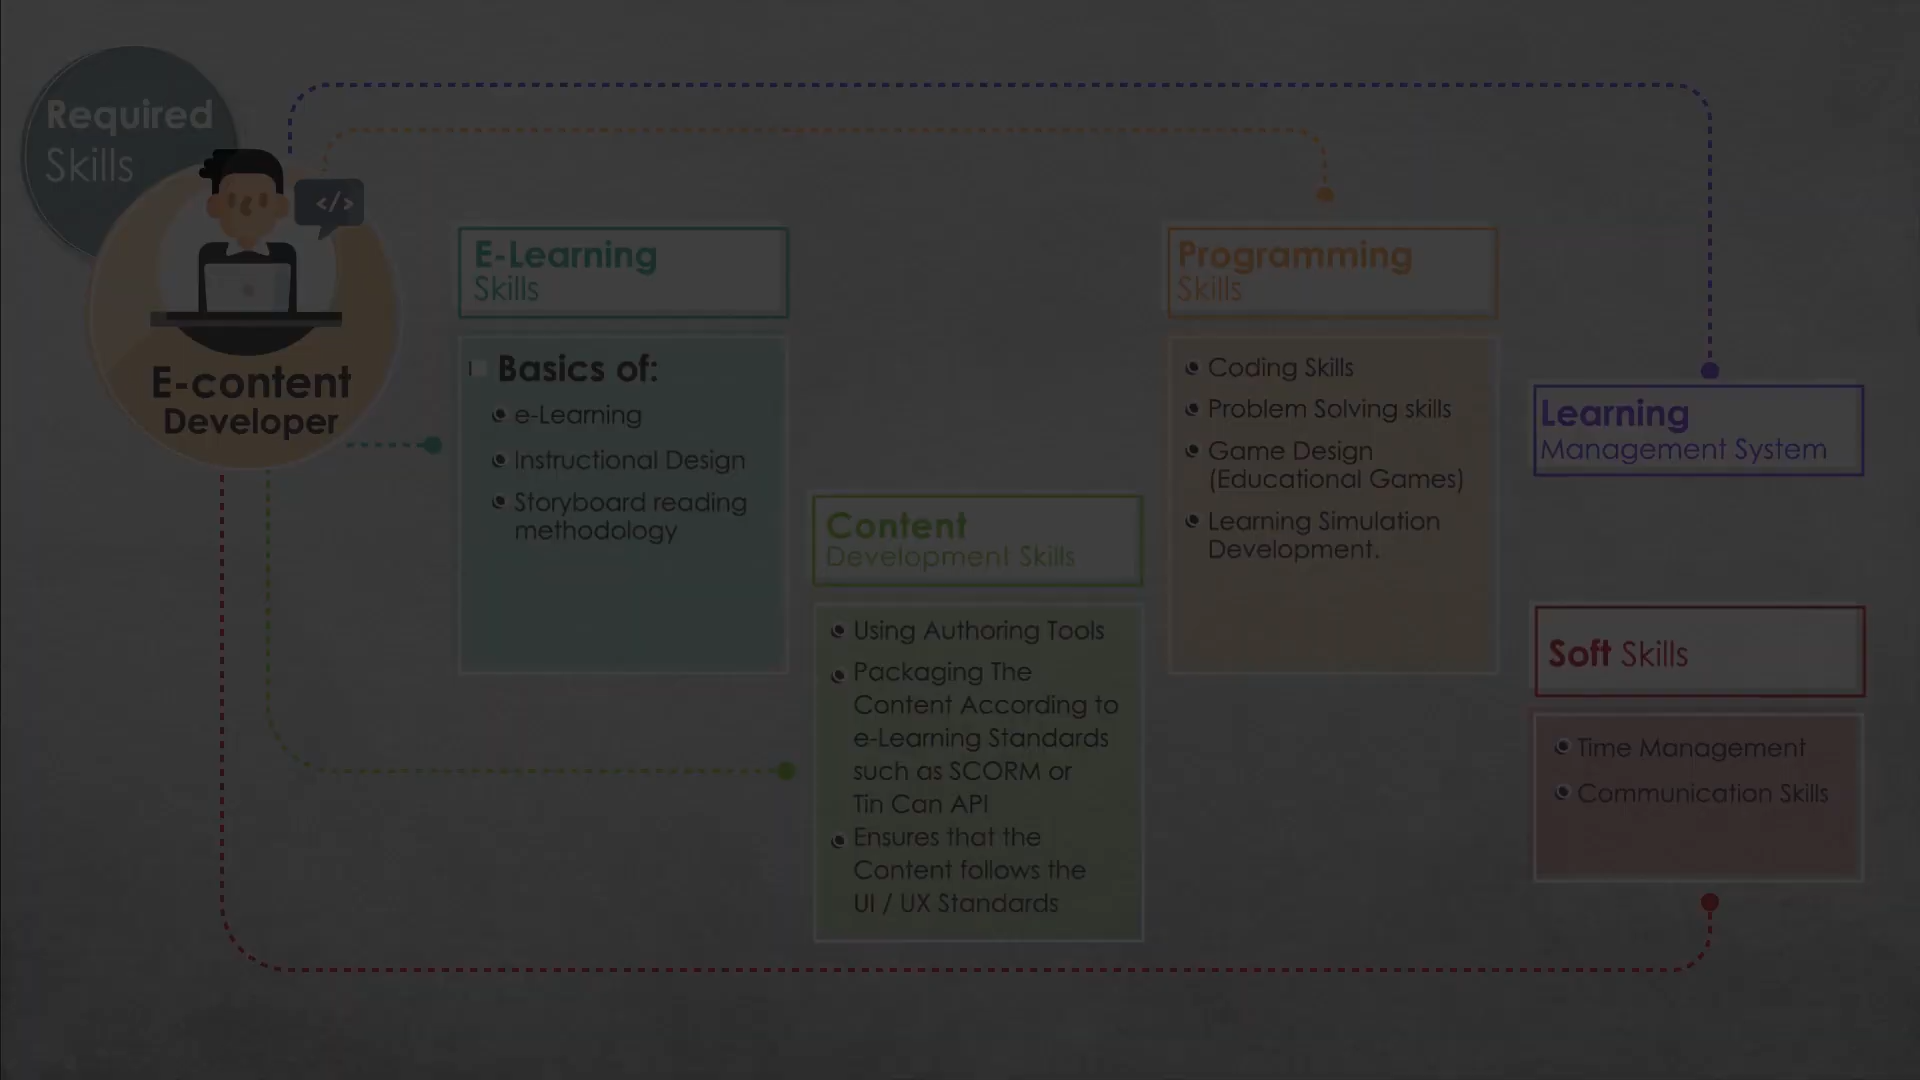 Required
Skills
</>
E-content
Developer
E-Learning
Skills
Basics of:
e-Learning
Instructional Design
Storyboard reading
methodology
Content
Development Skills
Using Authoring Tools
Packaging The
Content According to
e-Learning Standards
such as SCORM or
Tin Can API
Ensures that the
Content follows the
UI / UX Standards
Programming
Skills
Coding Skills
Problem Solving skills
Game Design
(Educational Games)
Learning Simulation
Development.
Learning
Management System
Soft Skills
Time Management
Communication Skills